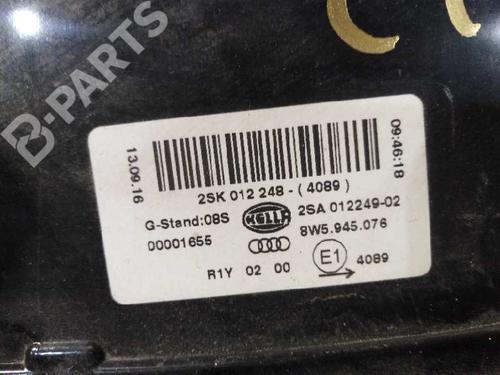 B-PARTS
13.09.16
09:46:18
2SK 012 248 - ( 4089 )
G-Stand:08S
HELLA
2SA 012249-02
00001655
8W5.945.076
R1Y 02 00
E1
4089